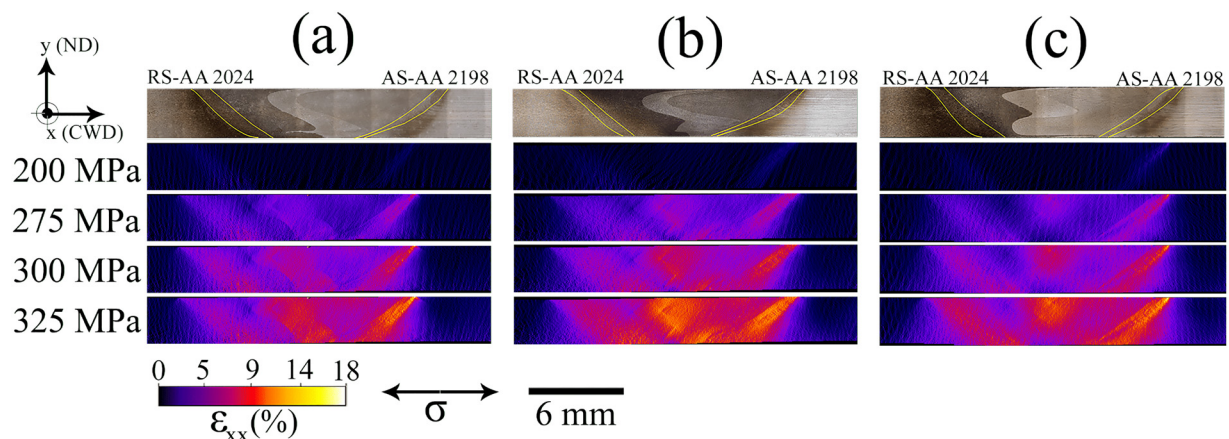 (a) (b) (c)
y (ND)
x (CWD)
RS-AA 2024 AS-AA 2198 RS-AA 2024 AS-AA 2198 RS-AA 2024 AS-AA 2198
200 MPa
275 MPa
300 MPa
325 MPa
0 5 9 14 18
εxx(%)
σ
6 mm